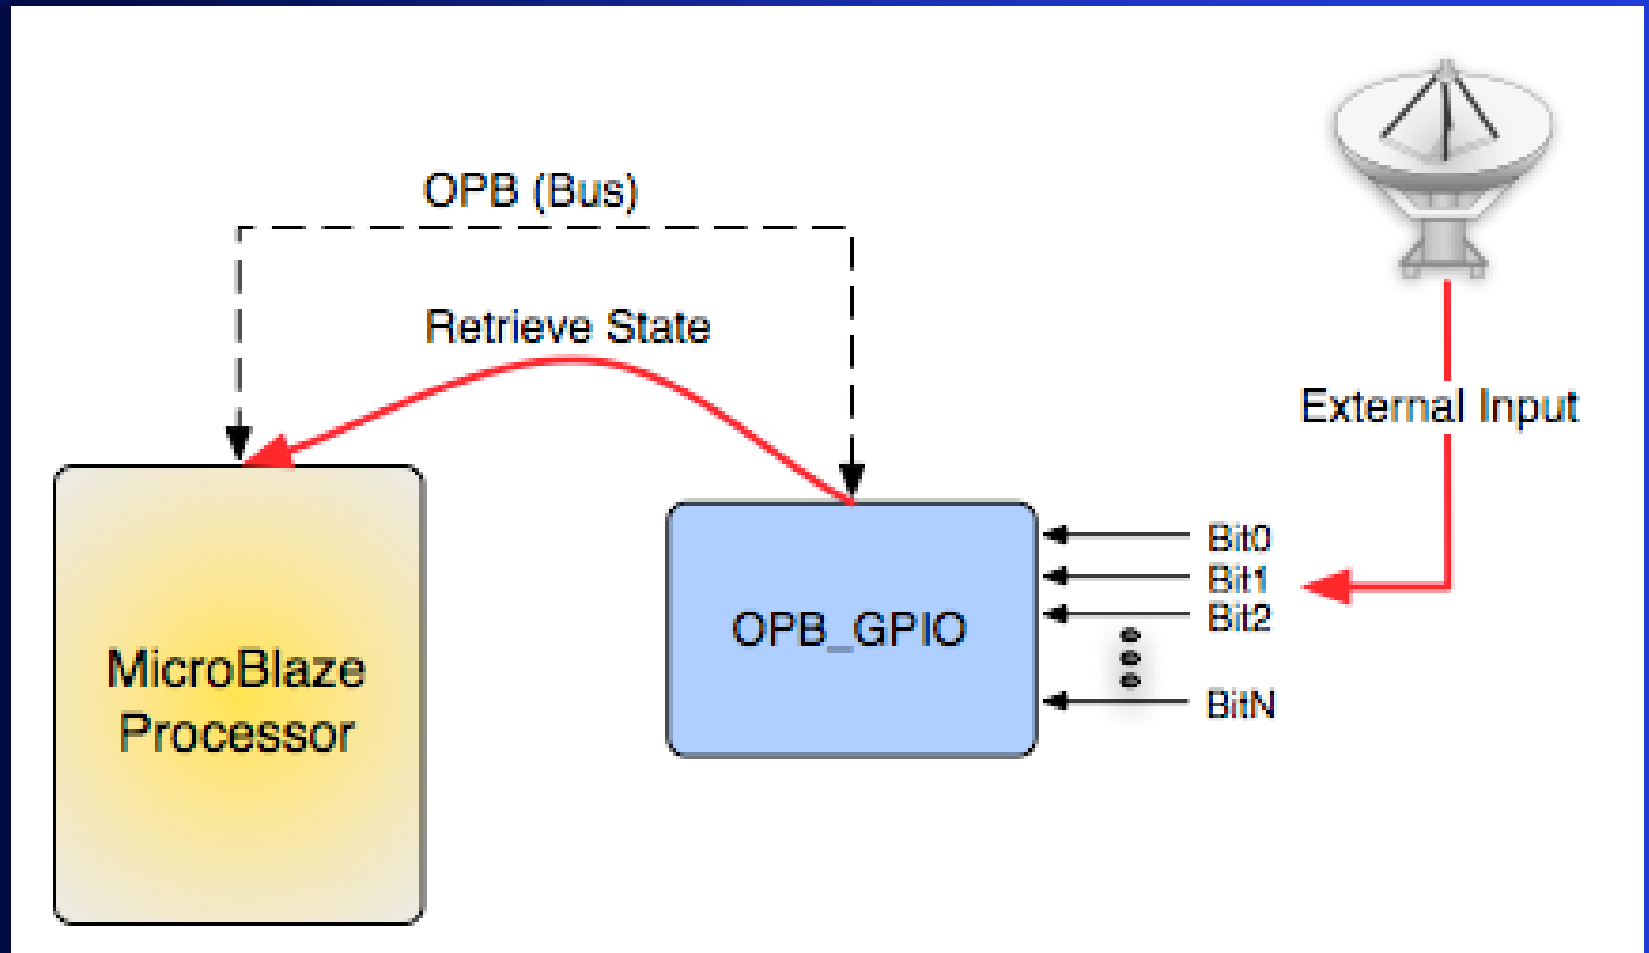 OPB (Bus)
Retrieve State
External Input
Bit0
Bit1
Bit2
BitN
OPB_GPIO
MicroBlaze
Processor